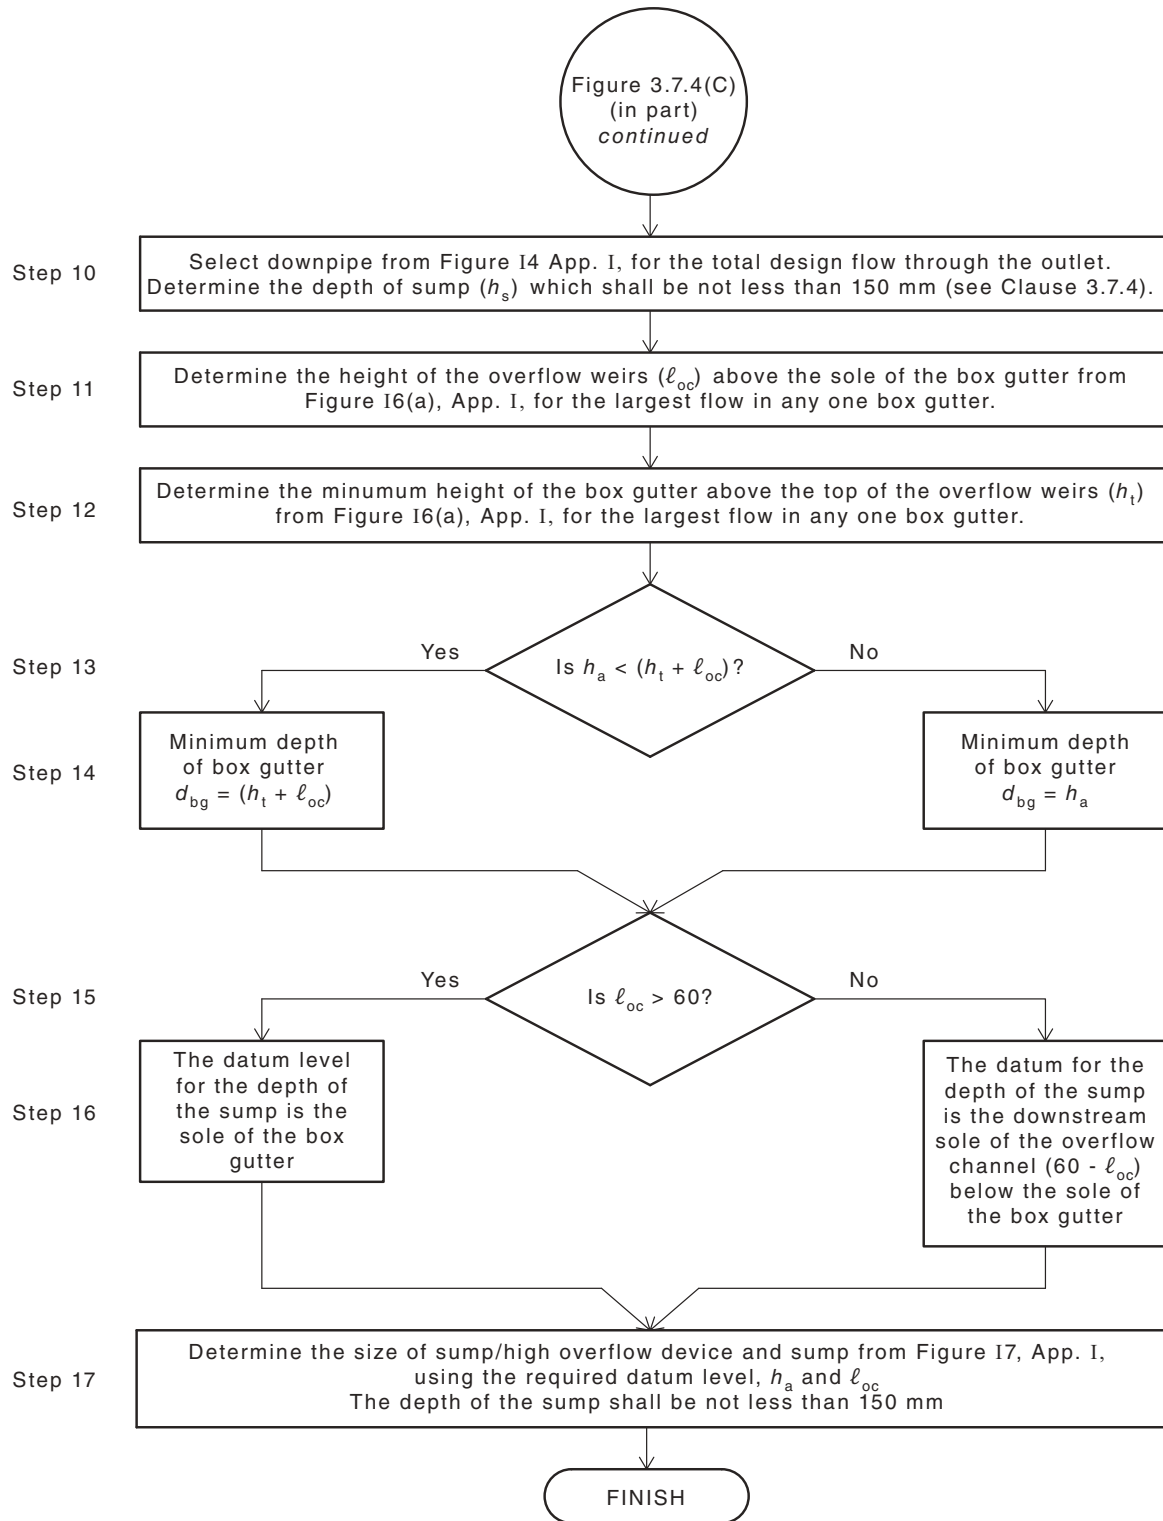 Figure 3.7.4(C)
(in part)
continued
Step 10
Select downpipe from Figure I4 App. I, for the total design flow through the outlet.
Determine the depth of sump (hs) which shall be not less than 150 mm (see Clause 3.7.4).
Step 11
Determine the height of the overflow weirs (ℓoc) above the sole of the box gutter from
Figure I6(a), App. I, for the largest flow in any one box gutter.
Step 12
Determine the minumum height of the box gutter above the top of the overflow weirs (ht)
from Figure I6(a), App. I, for the largest flow in any one box gutter.
Step 13
Yes
Is ha < (ht + ℓoc)?
No
Step 14
Minimum depth
of box gutter
dbg = (ht + ℓoc)
Minimum depth
of box gutter
dbg = ha
Step 15
Yes
Is ℓoc > 60?
No
Step 16
The datum level
for the depth of
the sump is the
sole of the box
gutter
The datum for the
depth of the sump
is the downstream
sole of the overflow
channel (60 - ℓoc)
below the sole of
the box gutter
Step 17
Determine the size of sump/high overflow device and sump from Figure I7, App. I,
using the required datum level, ha and ℓoc
The depth of the sump shall be not less than 150 mm
FINISH